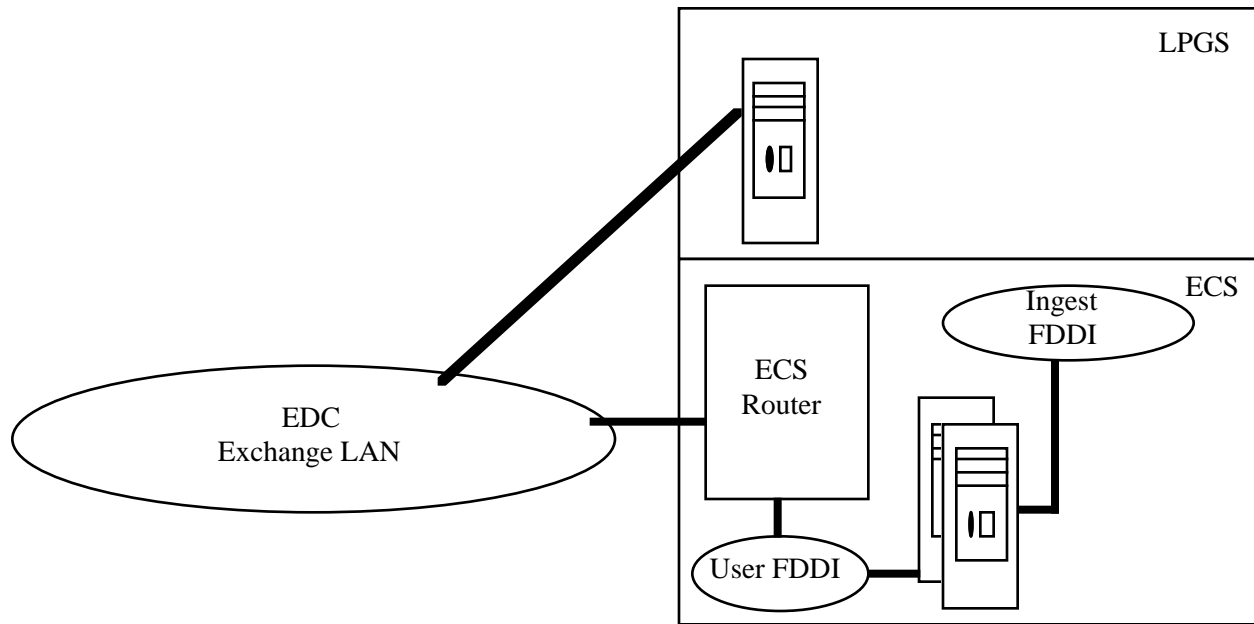 LPGS
ECS
Ingest
FDDI
ECS
Router
EDC
Exchange LAN
User FDDI